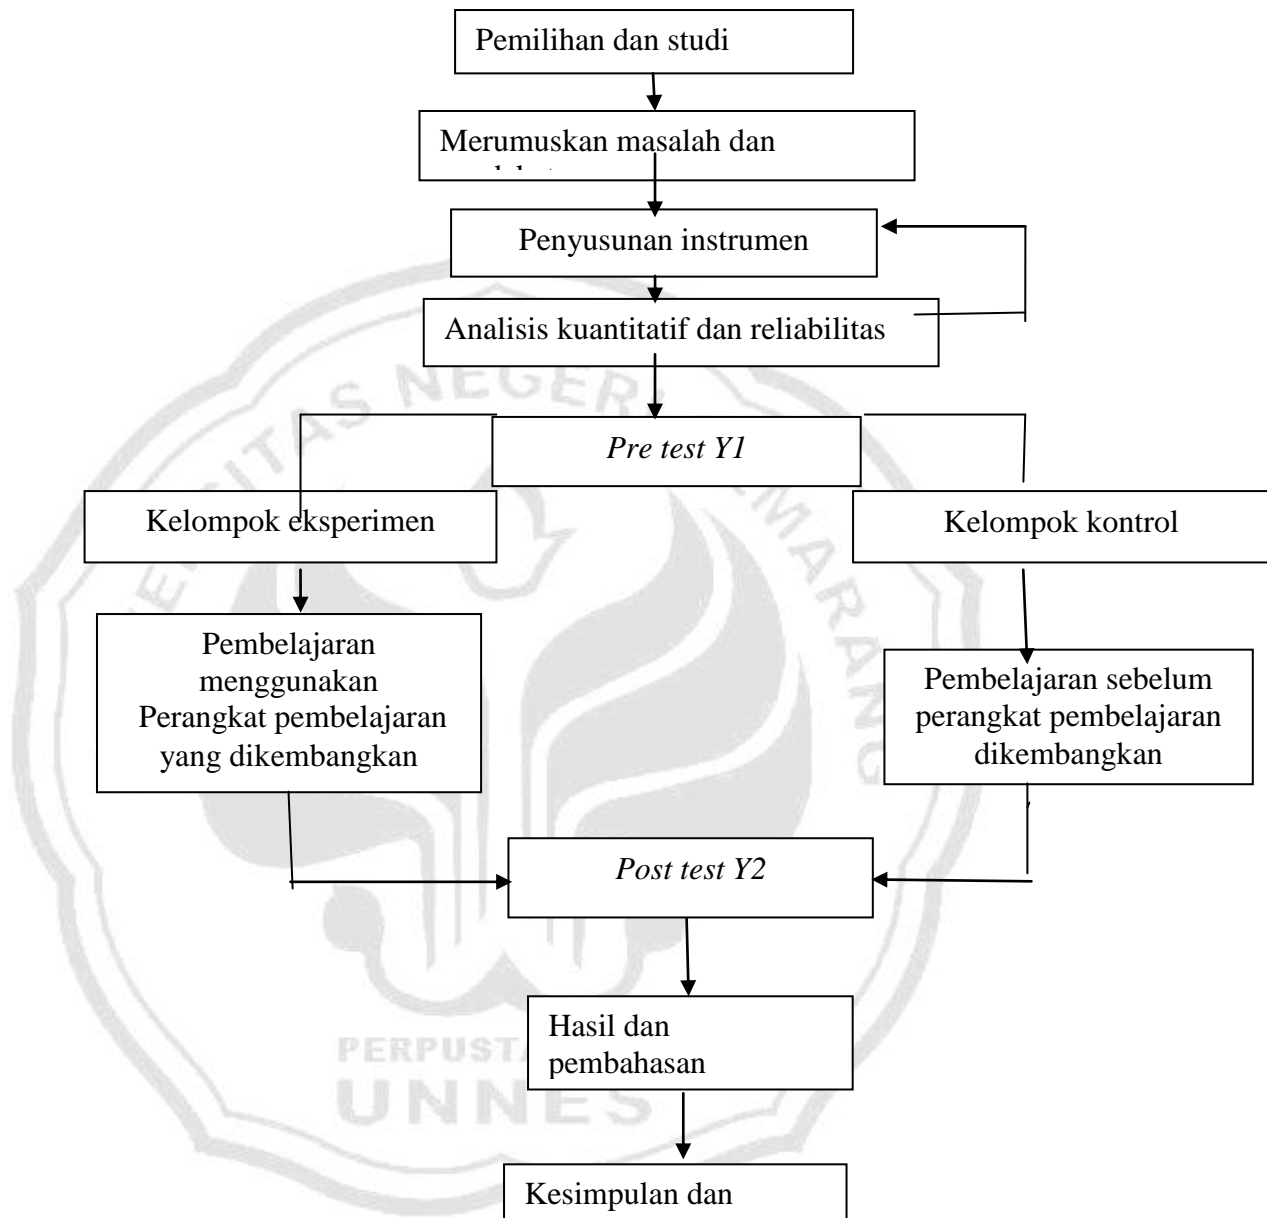 Pemilihan dan studi
Merumuskan masalah dan
Penyusunan instrumen
Analisis kuantitatif dan reliabilitas
Pre test Y1
Kelompok eksperimen
Kelompok kontrol
Pembelajaran
menggunakan
Perangkat pembelajaran
yang dikembangkan
Pembelajaran sebelum
perangkat pembelajaran
dikembangkan
Post test Y2
Hasil dan
pembahasan
Kesimpulan dan
NEGERI
UNNES